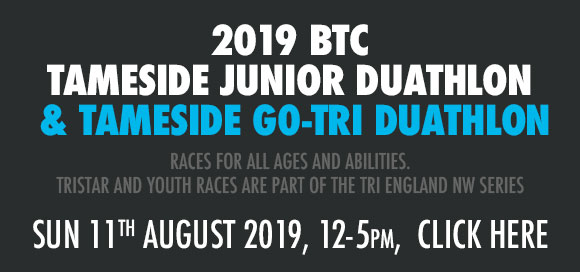 2019 BTC
TAMESIDE JUNIOR DUATHLON
& TAMESIDE GO-TRI DUATHLON
RACES FOR ALL AGES AND ABILITIES.
TRISTAR AND YOUTH RACES ARE PART OF THE TRI ENGLAND NW SERIES
SUN 11TH AUGUST 2019, 12-5PM, CLICK HERE